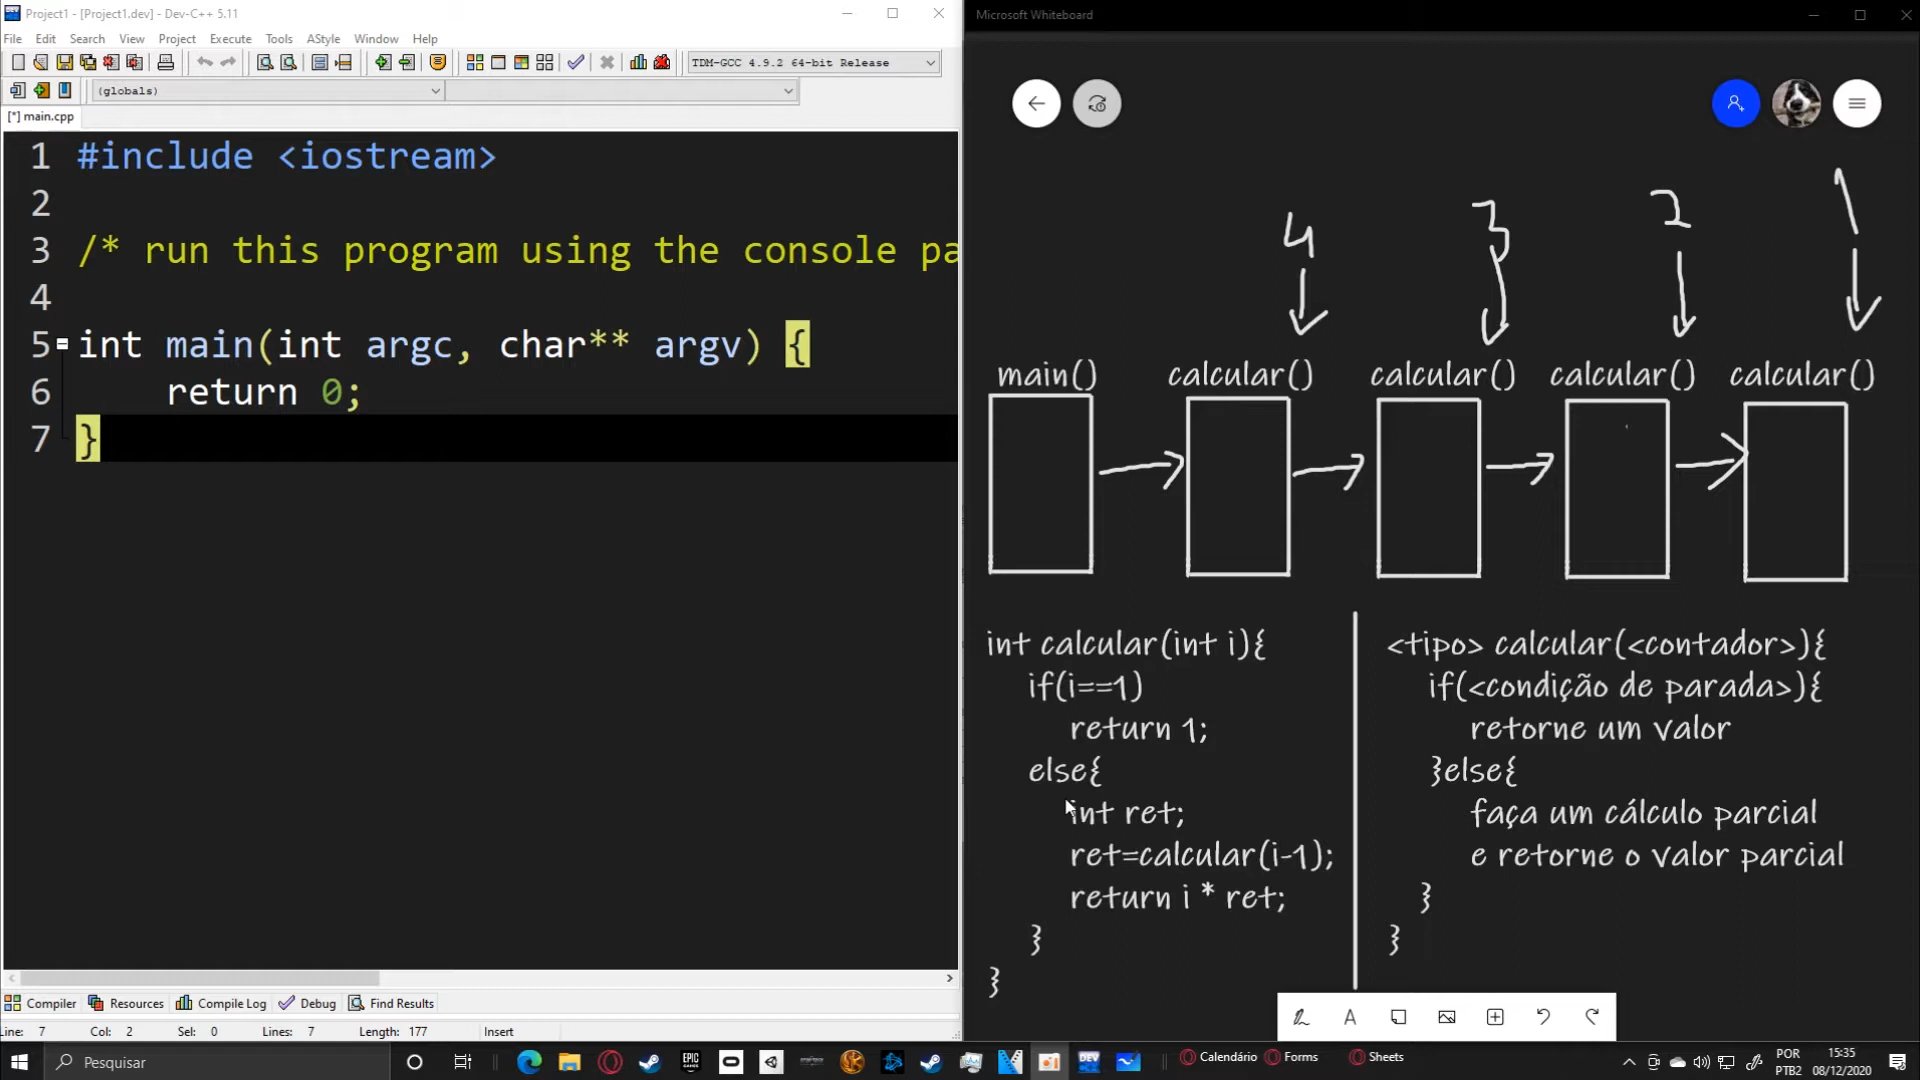 Project1 - [Project1.dev] - Dev-C++ 5.11
File Edit Search View Project Execute Tools AStyle Window Help
TDM-GCC 4.9.2 64-bit Release
(globals)
[*] main.cpp
1 #include <iostream>
2
3 /* run this program using the console pa
4
5 int main(int argc, char** argv) {
6 return 0;
7 }
Compiler Resources Compile Log Debug Find Results
Line: 7 Col: 2 Sel: 0 Lines: 7 Length: 177 Insert
Microsoft Whiteboard
4 3 2 1
main() calcular() calcular() calcular() calcular()
int calcular(int i){
if(i==1)
return 1;
else{
int ret;
ret=calcular(i-1);
return i * ret;
}
}
<tipo> calcular(<contador>){
if(<condição de parada>){
retorne um valor
}else{
faça um cálculo parcial
e retorne o valor parcial
}
}
A
Pesquisar
EPIC GAMES
DEV
Calendário Forms Sheets
POR
PTB2
15:35
08/12/2020